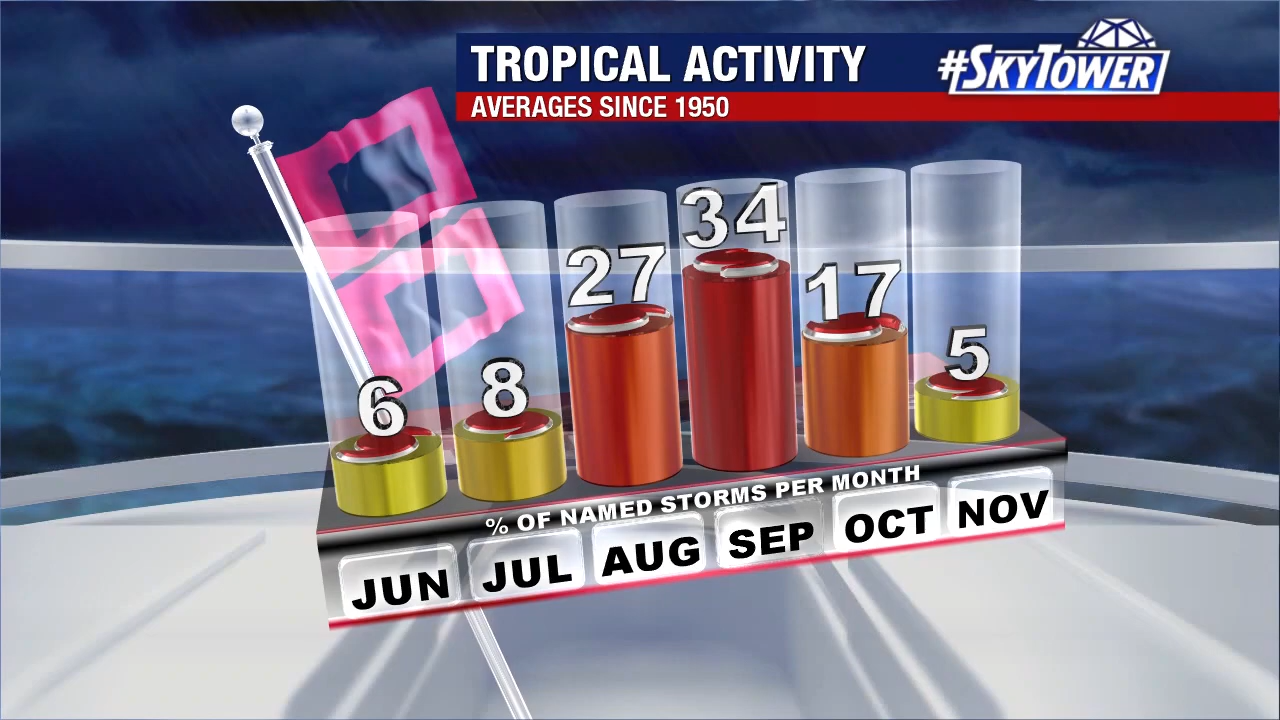 TROPICAL ACTIVITY
#SKYTOWER
AVERAGES SINCE 1950
6 8 27 34 17 5
% OF NAMED STORMS PER MONTH
JUN JUL AUG SEP OCT NOV